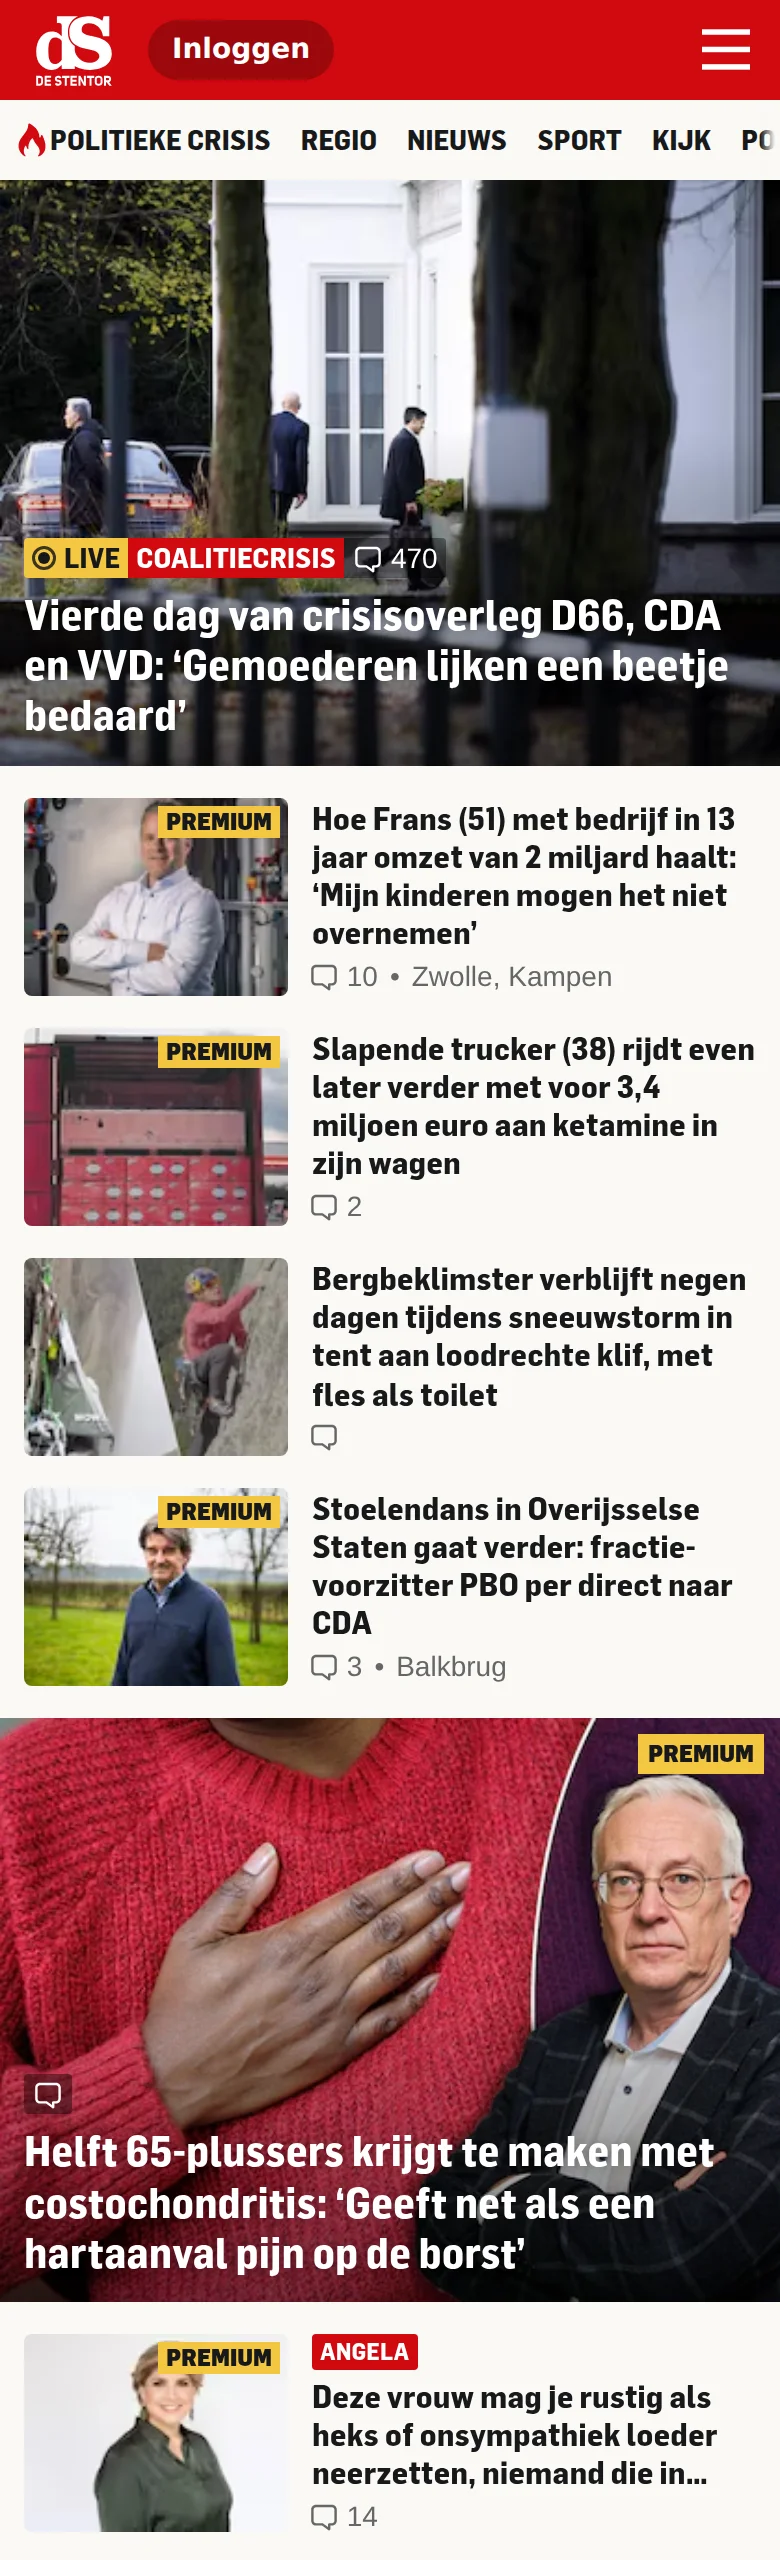 dS
DE STENTOR
Inloggen
POLITIEKE CRISIS REGIO NIEUWS SPORT KIJK PO
LIVE COALITIECRISIS 470
Vierde dag van crisisoverleg D66, CDA
en VVD: ‘Gemoederen lijken een beetje
bedaard’
PREMIUM
Hoe Frans (51) met bedrijf in 13
jaar omzet van 2 miljard haalt:
‘Mijn kinderen mogen het niet
overnemen’
10 • Zwolle, Kampen
PREMIUM
Slapende trucker (38) rijdt even
later verder met voor 3,4
miljoen euro aan ketamine in
zijn wagen
2
Bergbeklimster verblijft negen
dagen tijdens sneeuwstorm in
tent aan loodrechte klif, met
fles als toilet
PREMIUM
Stoelendans in Overijsselse
Staten gaat verder: fractie-
voorzitter PBO per direct naar
CDA
3 • Balkbrug
PREMIUM
Helft 65-plussers krijgt te maken met
costochondritis: ‘Geeft net als een
hartaanval pijn op de borst’
PREMIUM
ANGELA
Deze vrouw mag je rustig als
heks of onsympathiek loeder
neerzetten, niemand die in...
14